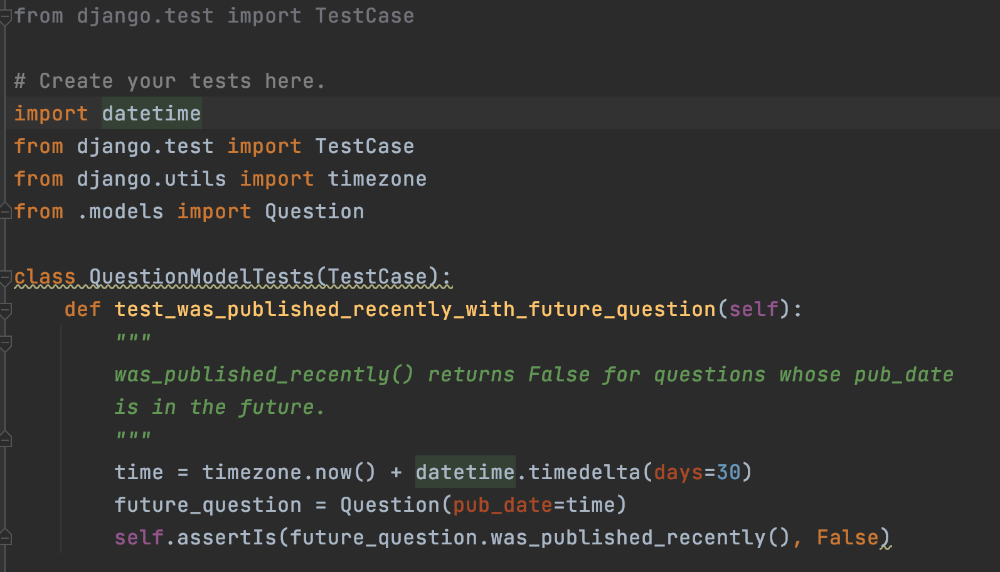 from django.test import TestCase
# Create your tests here.
import datetime
from django.test import TestCase
from django.utils import timezone
from .models import Question
class QuestionModelTests(TestCase):
def test_was_published_recently_with_future_question(self):
"""
was_published_recently() returns False for questions whose pub_date
is in the future.
"""
time = timezone.now() + datetime.timedelta(days=30)
future_question = Question(pub_date=time)
self.assertIs(future_question.was_published_recently(), False)